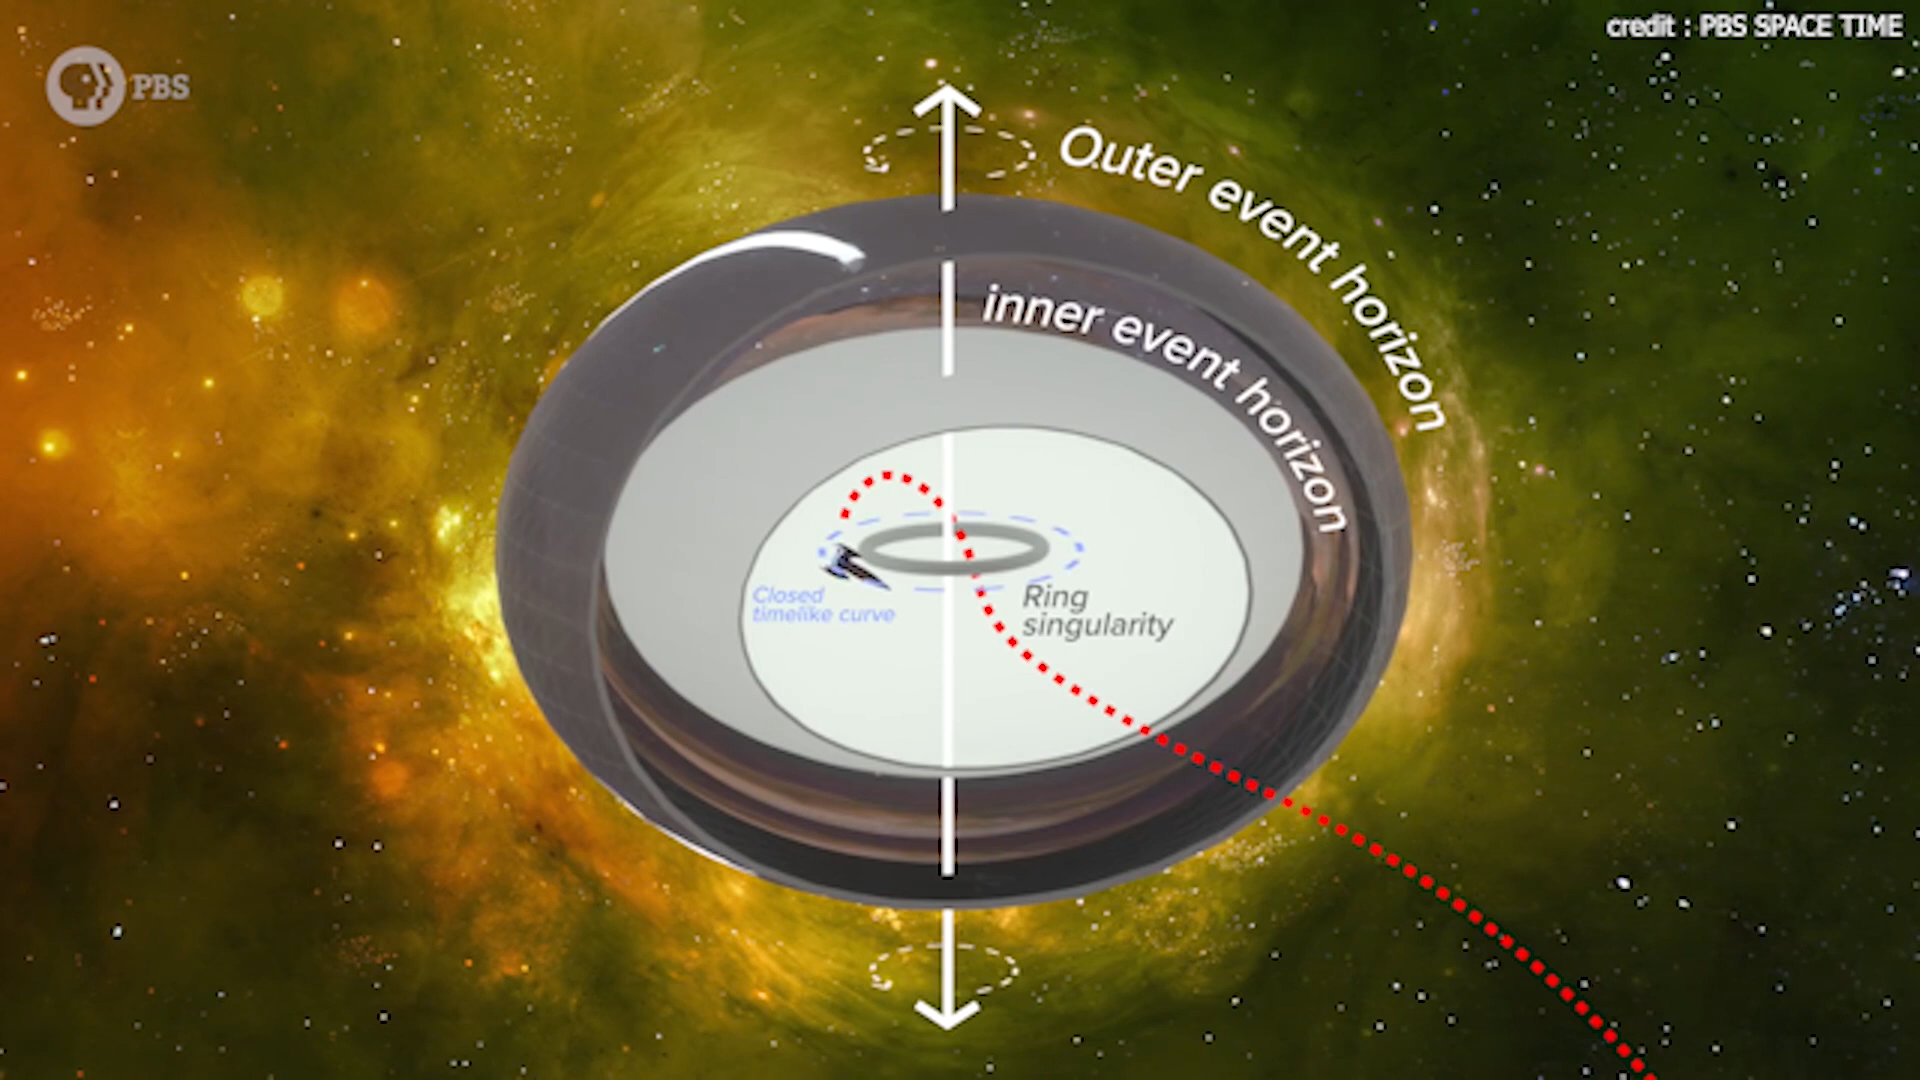 credit : PBS SPACE TIME
PBS
Outer event horizon
inner event horizon
Closed
timelike curve
Ring
singularity